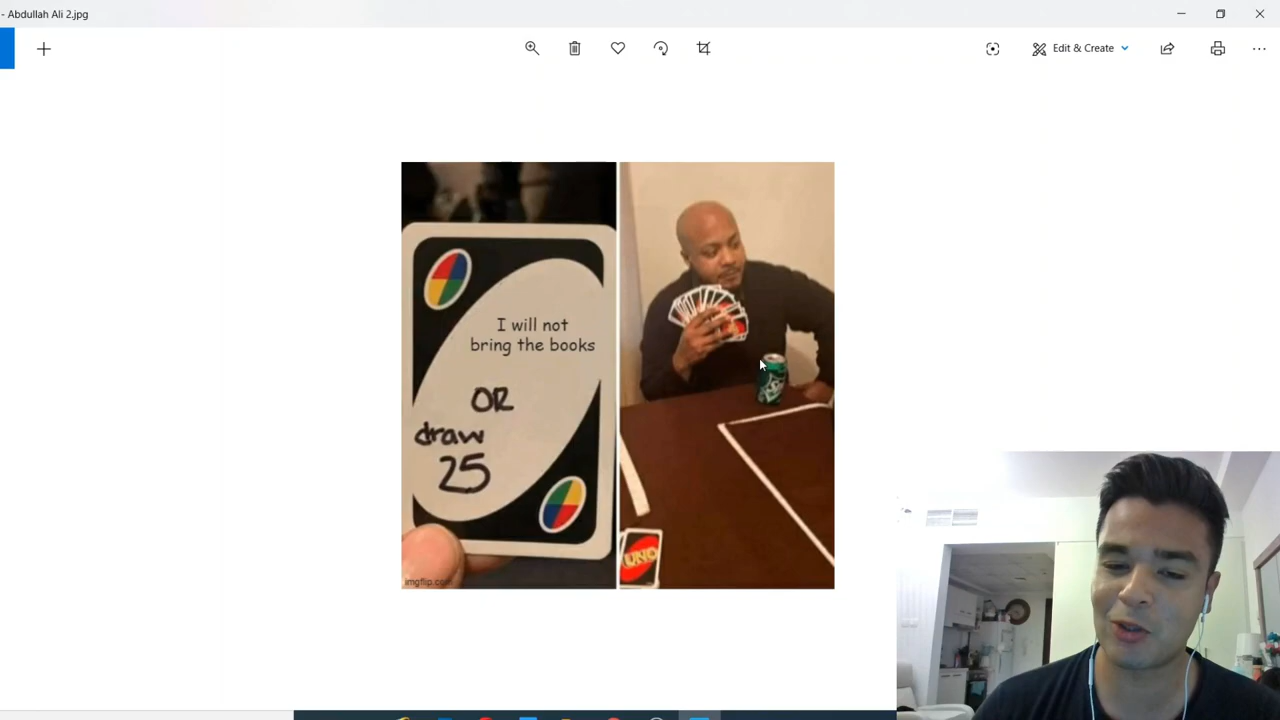 - Abdullah Ali 2.jpg
Edit & Create
I will not
bring the books
OR
draw
25
UNO
imgflip.com